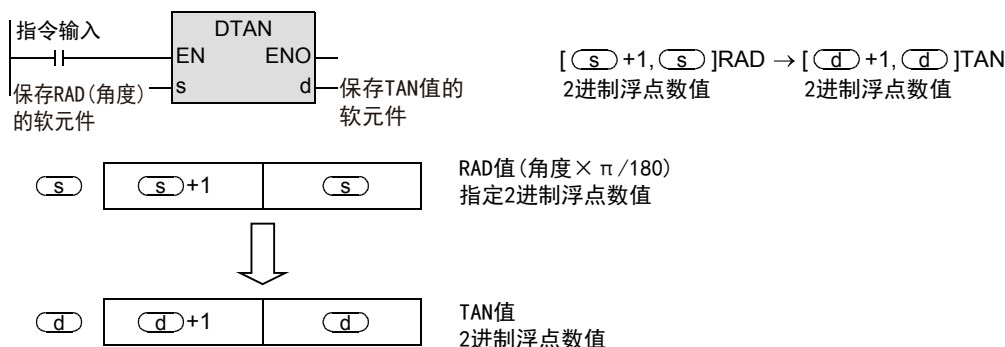 指令输入
DTAN
EN ENO
s d
保存RAD(角度)
的软元件
保存TAN值的
软元件
[ s +1, s ]RAD → [ d +1, d ]TAN
2进制浮点数值 2进制浮点数值
s s +1 s
RAD值(角度×π/180)
指定2进制浮点数值
d d +1 d
TAN值
2进制浮点数值